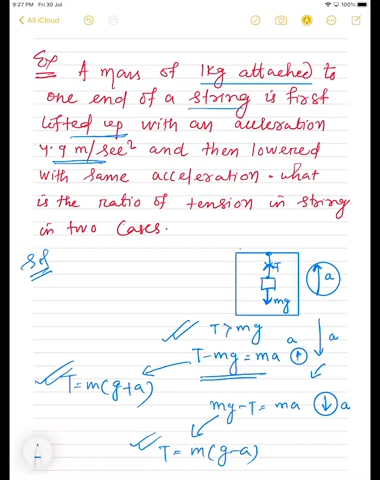 9:27 PM Fri 30 Jul
100%
All iCloud
Ex A mass of 1kg attached to
one end of a string is first
lifted up with an accleration
4.9 m/sec² and then lowered
with same acceleration. what
is the ratio of tension in string
in two cases.
Sol
T
a
mg
T > mg
T-mg = ma
a
a
T = m(g+a)
mg-T = ma
a
T = m(g-a)